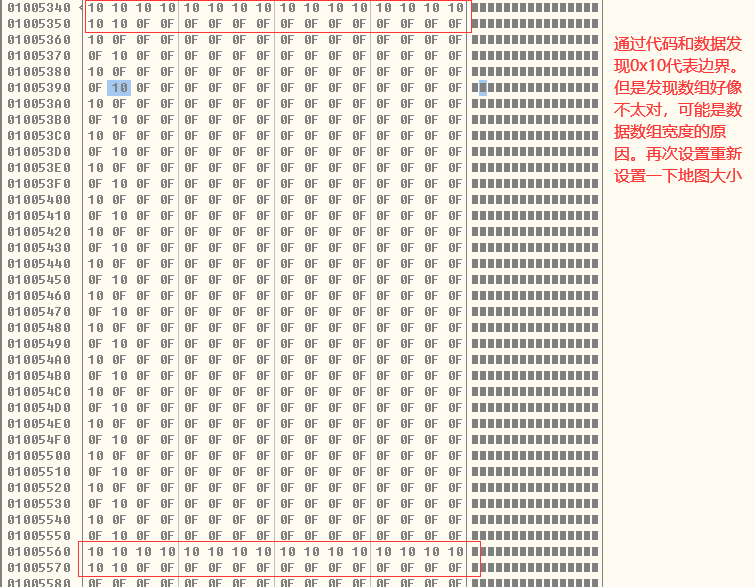 01005340 10 10 10 10 10 10 10 10 10 10 10 10 10 10 10 10
01005350 10 10 0F 0F 0F 0F 0F 0F 0F 0F 0F 0F 0F 0F 0F 0F
01005360 10 0F 0F 0F 0F 0F 0F 0F 0F 0F 0F 0F 0F 0F 0F 0F
01005370 0F 10 0F 0F 0F 0F 0F 0F 0F 0F 0F 0F 0F 0F 0F 0F
01005380 10 0F 0F 0F 0F 0F 0F 0F 0F 0F 0F 0F 0F 0F 0F 0F
01005390 0F 10 0F 0F 0F 0F 0F 0F 0F 0F 0F 0F 0F 0F 0F 0F
010053A0 10 0F 0F 0F 0F 0F 0F 0F 0F 0F 0F 0F 0F 0F 0F 0F
010053B0 0F 10 0F 0F 0F 0F 0F 0F 0F 0F 0F 0F 0F 0F 0F 0F
010053C0 10 0F 0F 0F 0F 0F 0F 0F 0F 0F 0F 0F 0F 0F 0F 0F
010053D0 0F 10 0F 0F 0F 0F 0F 0F 0F 0F 0F 0F 0F 0F 0F 0F
010053E0 10 0F 0F 0F 0F 0F 0F 0F 0F 0F 0F 0F 0F 0F 0F 0F
010053F0 0F 10 0F 0F 0F 0F 0F 0F 0F 0F 0F 0F 0F 0F 0F 0F
01005400 10 0F 0F 0F 0F 0F 0F 0F 0F 0F 0F 0F 0F 0F 0F 0F
01005410 0F 10 0F 0F 0F 0F 0F 0F 0F 0F 0F 0F 0F 0F 0F 0F
01005420 10 0F 0F 0F 0F 0F 0F 0F 0F 0F 0F 0F 0F 0F 0F 0F
01005430 0F 10 0F 0F 0F 0F 0F 0F 0F 0F 0F 0F 0F 0F 0F 0F
01005440 10 0F 0F 0F 0F 0F 0F 0F 0F 0F 0F 0F 0F 0F 0F 0F
01005450 0F 10 0F 0F 0F 0F 0F 0F 0F 0F 0F 0F 0F 0F 0F 0F
01005460 10 0F 0F 0F 0F 0F 0F 0F 0F 0F 0F 0F 0F 0F 0F 0F
01005470 0F 10 0F 0F 0F 0F 0F 0F 0F 0F 0F 0F 0F 0F 0F 0F
01005480 10 0F 0F 0F 0F 0F 0F 0F 0F 0F 0F 0F 0F 0F 0F 0F
01005490 0F 10 0F 0F 0F 0F 0F 0F 0F 0F 0F 0F 0F 0F 0F 0F
010054A0 10 0F 0F 0F 0F 0F 0F 0F 0F 0F 0F 0F 0F 0F 0F 0F
010054B0 0F 10 0F 0F 0F 0F 0F 0F 0F 0F 0F 0F 0F 0F 0F 0F
010054C0 10 0F 0F 0F 0F 0F 0F 0F 0F 0F 0F 0F 0F 0F 0F 0F
010054D0 0F 10 0F 0F 0F 0F 0F 0F 0F 0F 0F 0F 0F 0F 0F 0F
010054E0 10 0F 0F 0F 0F 0F 0F 0F 0F 0F 0F 0F 0F 0F 0F 0F
010054F0 0F 10 0F 0F 0F 0F 0F 0F 0F 0F 0F 0F 0F 0F 0F 0F
01005500 10 0F 0F 0F 0F 0F 0F 0F 0F 0F 0F 0F 0F 0F 0F 0F
01005510 0F 10 0F 0F 0F 0F 0F 0F 0F 0F 0F 0F 0F 0F 0F 0F
01005520 10 0F 0F 0F 0F 0F 0F 0F 0F 0F 0F 0F 0F 0F 0F 0F
01005530 0F 10 0F 0F 0F 0F 0F 0F 0F 0F 0F 0F 0F 0F 0F 0F
01005540 10 0F 0F 0F 0F 0F 0F 0F 0F 0F 0F 0F 0F 0F 0F 0F
01005550 0F 10 0F 0F 0F 0F 0F 0F 0F 0F 0F 0F 0F 0F 0F 0F
01005560 10 10 10 10 10 10 10 10 10 10 10 10 10 10 10 10
01005570 10 10 0F 0F 0F 0F 0F 0F 0F 0F 0F 0F 0F 0F 0F 0F
01005580 0F 0F 0F 0F 0F 0F 0F 0F 0F 0F 0F 0F 0F 0F 0F 0F
通过代码和数据发
现0x10代表边界。
但是发现数组好像
不太对，可能是数
据数组宽度的原
因。再次设置重新
设置一下地图大小